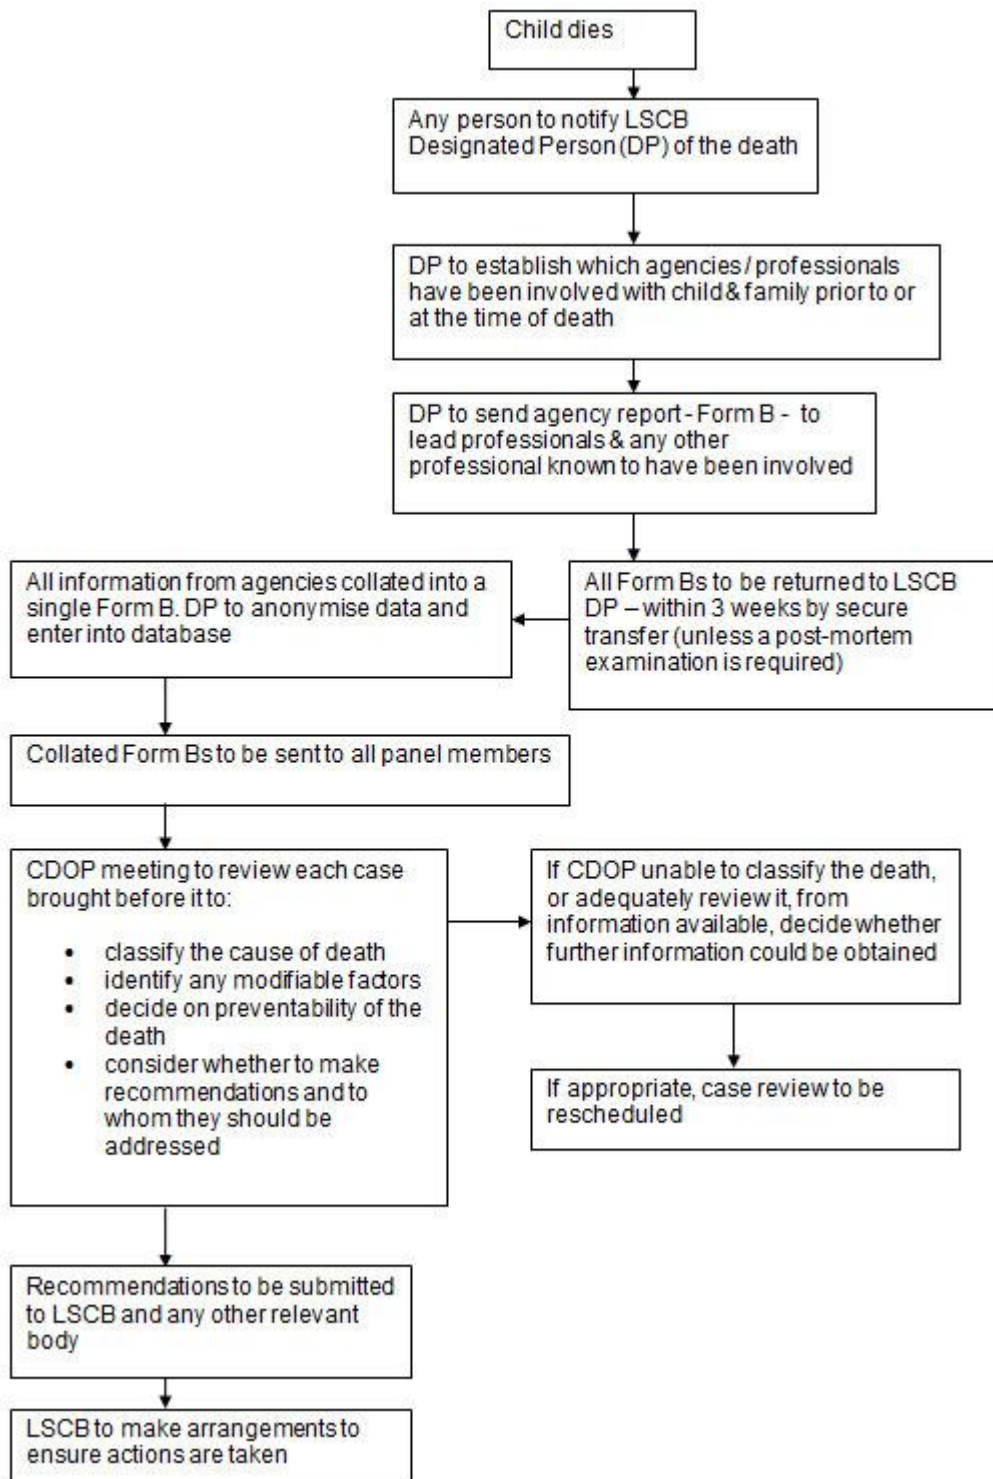 Child dies
Any person to notify LSCB
Designated Person (DP) of the death
DP to establish which agencies / professionals
have been involved with child & family prior to or
at the time of death
DP to send agency report - Form B - to
lead professionals & any other
professional known to have been involved
All Form Bs to be returned to LSCB
DP – within 3 weeks by secure
transfer (unless a post-mortem
examination is required)
All information from agencies collated into a
single Form B. DP to anonymise data and
enter into database
Collated Form Bs to be sent to all panel members
CDOP meeting to review each case
brought before it to:
• classify the cause of death
• identify any modifiable factors
• decide on preventability of the
death
• consider whether to make
recommendations and to
whom they should be
addressed
If CDOP unable to classify the death,
or adequately review it, from
information available, decide whether
further information could be obtained
If appropriate, case review to be
rescheduled
Recommendations to be submitted
to LSCB and any other relevant
body
LSCB to make arrangements to
ensure actions are taken